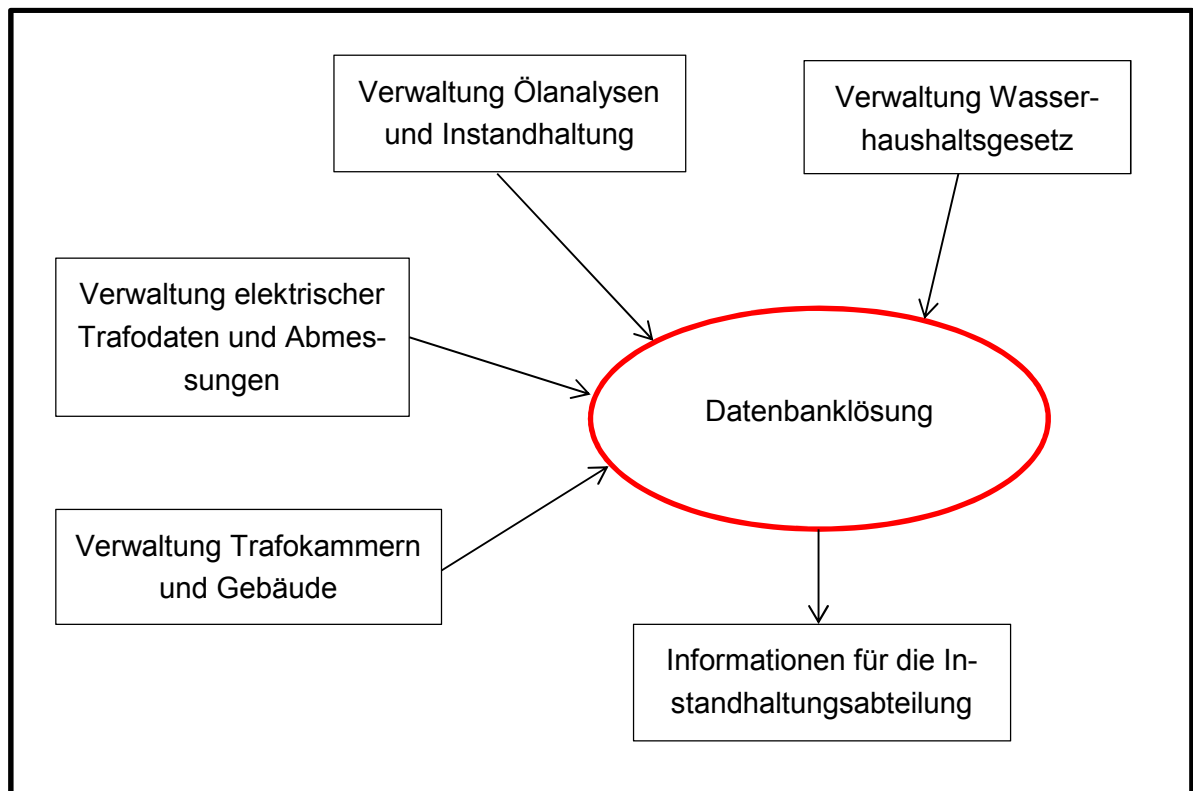 Verwaltung Ölanalysen
und Instandhaltung
Verwaltung Wasser-
haushaltsgesetz
Verwaltung elektrischer
Trafodaten und Abmes-
sungen
Datenbanklösung
Verwaltung Trafokammern
und Gebäude
Informationen für die In-
standhaltungsabteilung